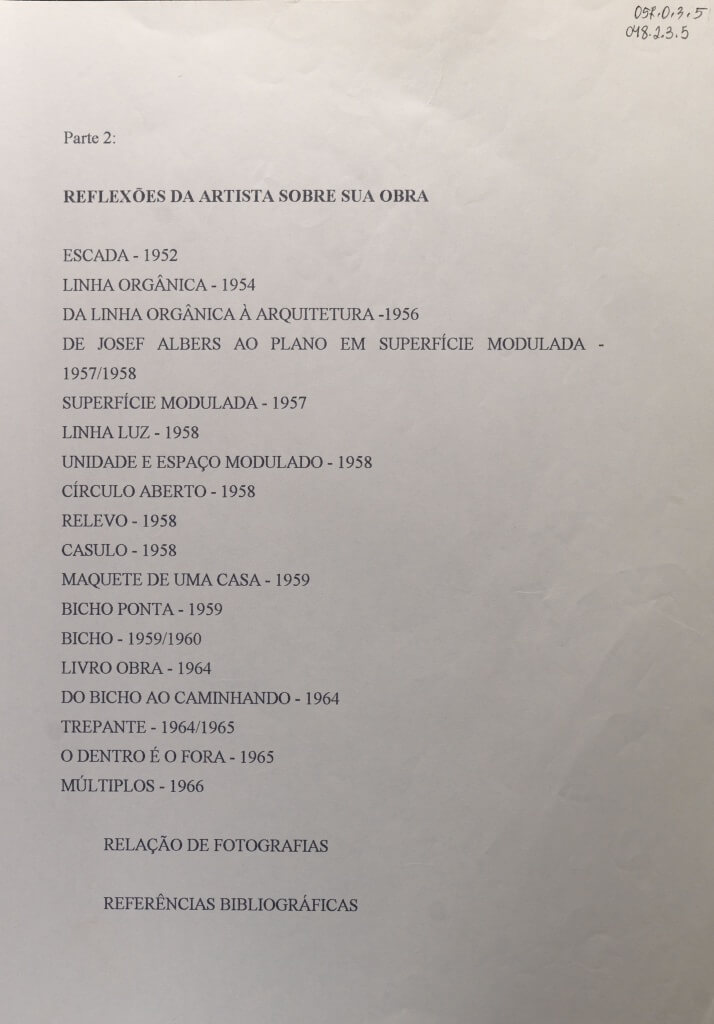 058.0.3.5
048.2.3.5
Parte 2:
REFLEXÕES DA ARTISTA SOBRE SUA OBRA
ESCADA - 1952
LINHA ORGÂNICA - 1954
DA LINHA ORGÂNICA À ARQUITETURA -1956
DE JOSEF ALBERS AO PLANO EM SUPERFÍCIE MODULADA -
1957/1958
SUPERFÍCIE MODULADA - 1957
LINHA LUZ - 1958
UNIDADE E ESPAÇO MODULADO - 1958
CÍRCULO ABERTO - 1958
RELEVO - 1958
CASULO - 1958
MAQUETE DE UMA CASA - 1959
BICHO PONTA - 1959
BICHO - 1959/1960
LIVRO OBRA - 1964
DO BICHO AO CAMINHANDO - 1964
TREPANTE - 1964/1965
O DENTRO É O FORA - 1965
MÚLTIPLOS - 1966
RELAÇÃO DE FOTOGRAFIAS
REFERÊNCIAS BIBLIOGRÁFICAS